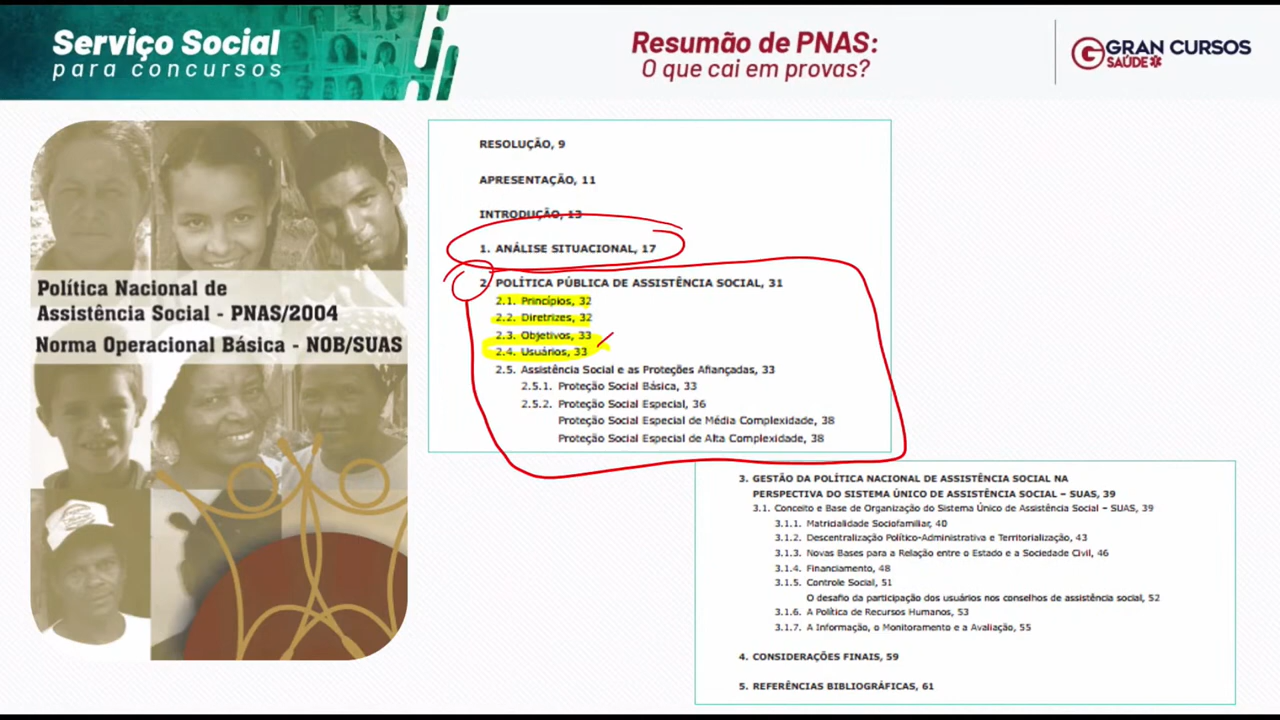 Serviço Social
para concursos
Resumão de PNAS:
O que cai em provas?
GRAN CURSOS
SAÚDE
Política Nacional de
Assistência Social - PNAS/2004
Norma Operacional Básica - NOB/SUAS
RESOLUÇÃO, 9
APRESENTAÇÃO, 11
INTRODUÇÃO, 13
1. ANÁLISE SITUACIONAL, 17
2. POLÍTICA PÚBLICA DE ASSISTÊNCIA SOCIAL, 31
2.1. Princípios, 32
2.2. Diretrizes, 32
2.3. Objetivos, 33
2.4. Usuários, 33
2.5. Assistência Social e as Proteções Afiançadas, 33
2.5.1. Proteção Social Básica, 33
2.5.2. Proteção Social Especial, 36
Proteção Social Especial de Média Complexidade, 38
Proteção Social Especial de Alta Complexidade, 38
3. GESTÃO DA POLÍTICA NACIONAL DE ASSISTÊNCIA SOCIAL NA
PERSPECTIVA DO SISTEMA ÚNICO DE ASSISTÊNCIA SOCIAL – SUAS, 39
3.1. Conceito e Base de Organização do Sistema Único de Assistência Social – SUAS, 39
3.1.1. Matricialidade Sociofamiliar, 40
3.1.2. Descentralização Político-Administrativa e Territorialização, 43
3.1.3. Novas Bases para a Relação entre o Estado e a Sociedade Civil, 46
3.1.4. Financiamento, 48
3.1.5. Controle Social, 51
O desafio da participação dos usuários nos conselhos de assistência social, 52
3.1.6. A Política de Recursos Humanos, 53
3.1.7. A Informação, o Monitoramento e a Avaliação, 55
4. CONSIDERAÇÕES FINAIS, 59
5. REFERÊNCIAS BIBLIOGRÁFICAS, 61